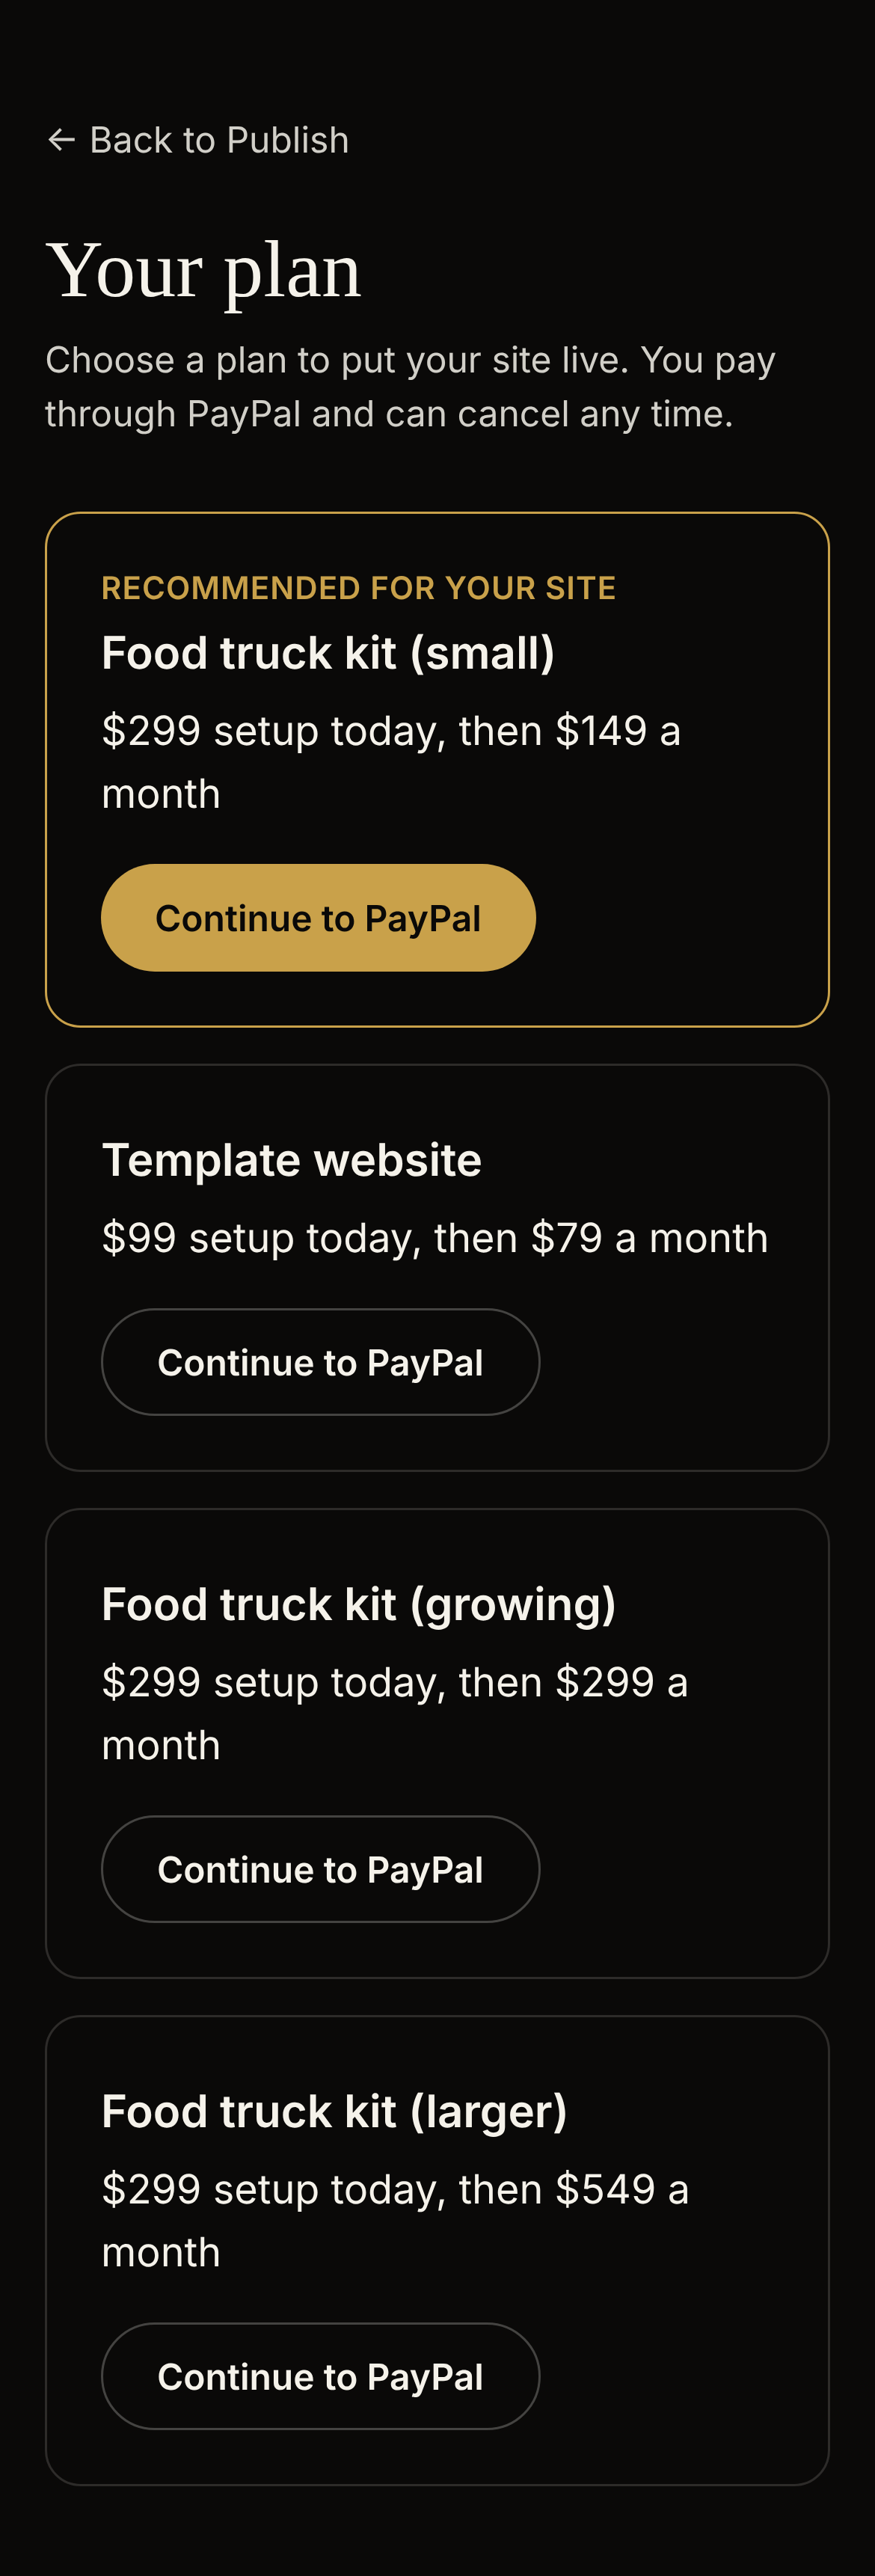 ← Back to Publish
Your plan
Choose a plan to put your site live. You pay
through PayPal and can cancel any time.
RECOMMENDED FOR YOUR SITE
Food truck kit (small)
$299 setup today, then $149 a
month
Continue to PayPal
Template website
$99 setup today, then $79 a month
Continue to PayPal
Food truck kit (growing)
$299 setup today, then $299 a
month
Continue to PayPal
Food truck kit (larger)
$299 setup today, then $549 a
month
Continue to PayPal